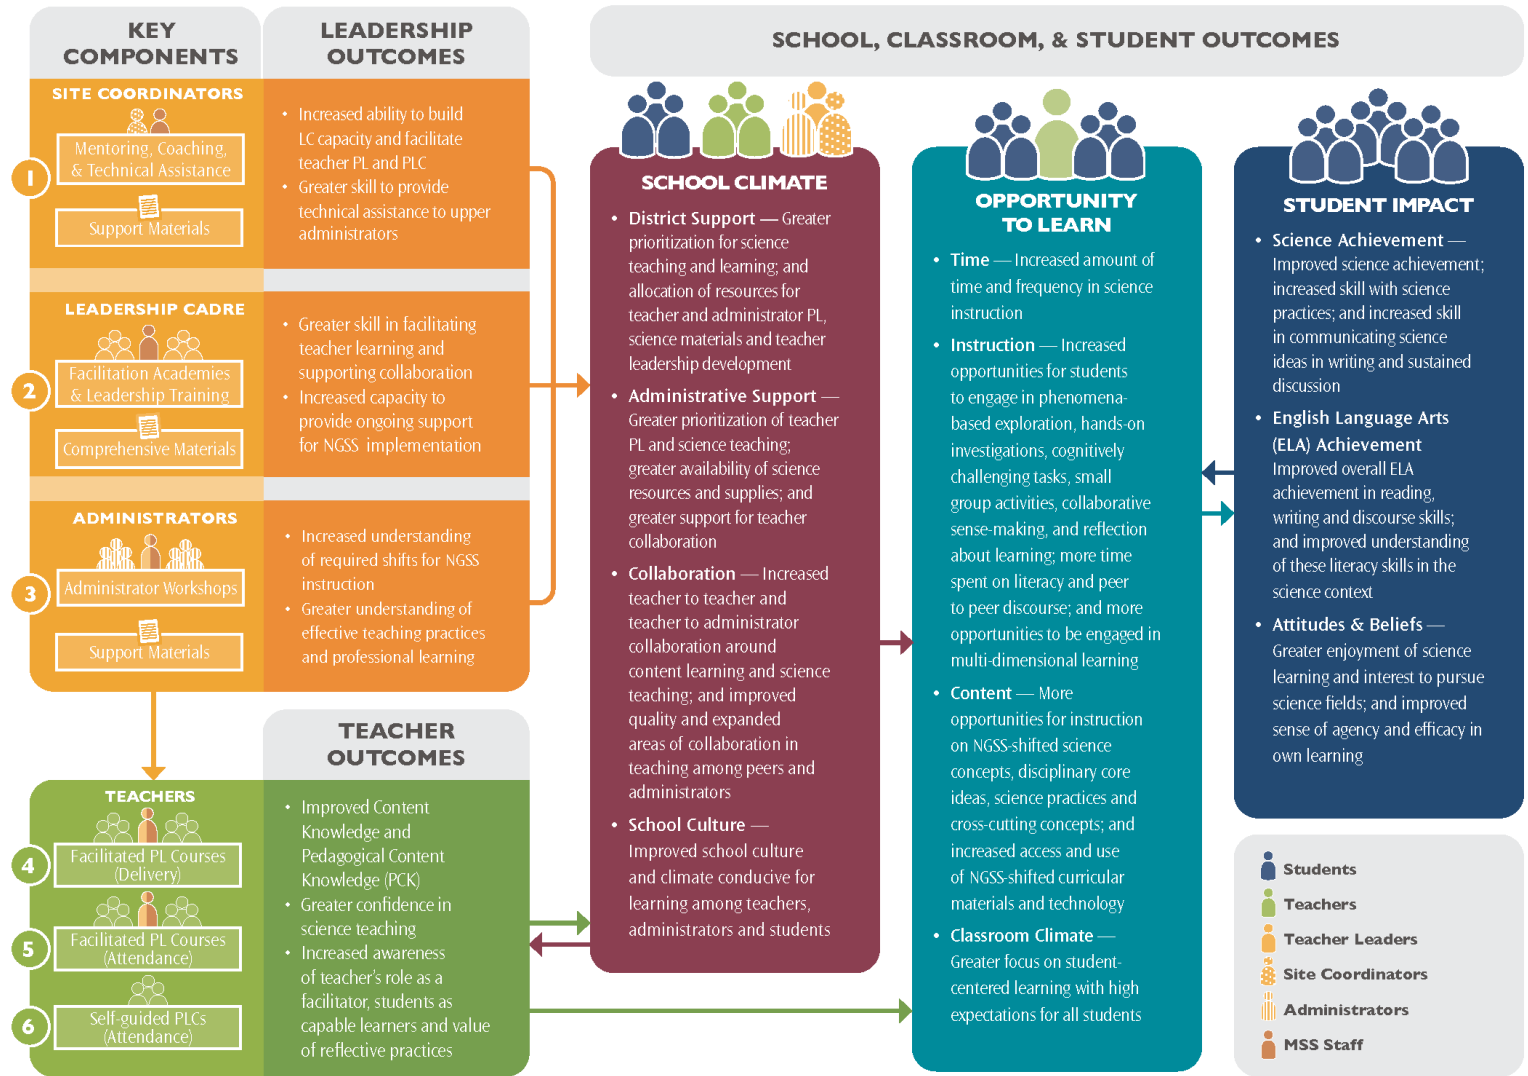 KEY
COMPONENTS
LEADERSHIP
OUTCOMES
SCHOOL, CLASSROOM, & STUDENT OUTCOMES
SITE COORDINATORS
1
Mentoring, Coaching,
& Technical Assistance
Support Materials
• Increased ability to build
LC capacity and facilitate
teacher PL and PLC
• Greater skill to provide
technical assistance to upper
administrators
LEADERSHIP CADRE
2
Facilitation Academies
& Leadership Training
Comprehensive Materials
• Greater skill in facilitating
teacher learning and
supporting collaboration
• Increased capacity to
provide ongoing support
for NGSS implementation
ADMINISTRATORS
3
Administrator Workshops
Support Materials
• Increased understanding
of required shifts for NGSS
instruction
• Greater understanding of
effective teaching practices
and professional learning
TEACHER
OUTCOMES
TEACHERS
4
Facilitated PL Courses
(Delivery)
5
Facilitated PL Courses
(Attendance)
6
Self-guided PLCs
(Attendance)
• Improved Content
Knowledge and
Pedagogical Content
Knowledge (PCK)
• Greater confidence in
science teaching
• Increased awareness
of teacher's role as a
facilitator, students as
capable learners and value
of reflective practices
SCHOOL CLIMATE
• District Support — Greater
prioritization for science
teaching and learning; and
allocation of resources for
teacher and administrator PL,
science materials and teacher
leadership development
• Administrative Support —
Greater prioritization of teacher
PL and science teaching;
greater availability of science
resources and supplies; and
greater support for teacher
collaboration
• Collaboration — Increased
teacher to teacher and
teacher to administrator
collaboration around
content learning and science
teaching; and improved
quality and expanded
areas of collaboration in
teaching among peers and
administrators
• School Culture —
Improved school culture
and climate conducive for
learning among teachers,
administrators and students
OPPORTUNITY
TO LEARN
• Time — Increased amount of
time and frequency in science
instruction
• Instruction — Increased
opportunities for students
to engage in phenomena-
based exploration, hands-on
investigations, cognitively
challenging tasks, small
group activities, collaborative
sense-making, and reflection
about learning; more time
spent on literacy and peer
to peer discourse; and more
opportunities to be engaged in
multi-dimensional learning
• Content — More
opportunities for instruction
on NGSS-shifted science
concepts, disciplinary core
ideas, science practices and
cross-cutting concepts; and
increased access and use
of NGSS-shifted curricular
materials and technology
• Classroom Climate —
Greater focus on student-
centered learning with high
expectations for all students
STUDENT IMPACT
• Science Achievement —
Improved science achievement;
increased skill with science
practices; and increased skill
in communicating science
ideas in writing and sustained
discussion
• English Language Arts
(ELA) Achievement
Improved overall ELA
achievement in reading,
writing and discourse skills;
and improved understanding
of these literacy skills in the
science context
• Attitudes & Beliefs —
Greater enjoyment of science
learning and interest to pursue
science fields; and improved
sense of agency and efficacy in
own learning
Students
Teachers
Teacher Leaders
Site Coordinators
Administrators
MSS Staff